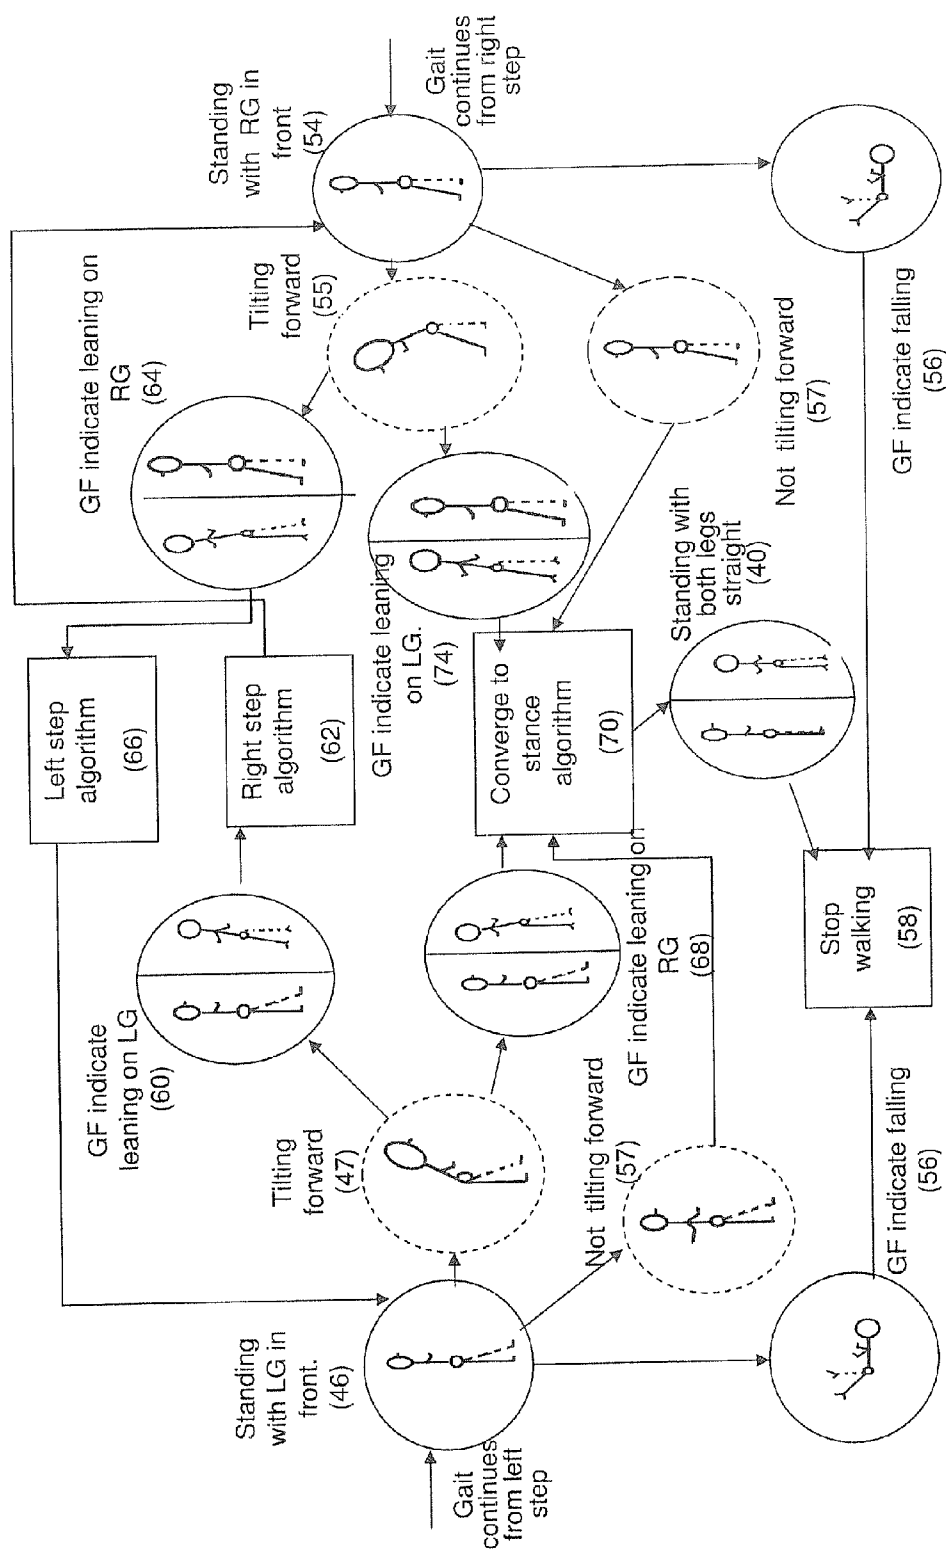 Gait
continues
from left
step
Standing
with LG in
front.
(46)
Tilting
forward
(47)
Not tilting forward
(57)
GF indicate falling
(56)
GF indicate
leaning on LG
(60)
GF indicate leaning on
RG
(68)
Left step
algorithm
(66)
Right step
algorithm
(62)
Converge to
stance
algorithm
(70)
Stop
walking
(58)
Standing with
both legs
straight
(40)
GF indicate leaning
on LG.
(74)
GF indicate leaning on
RG
(64)
Tilting
forward
(55)
Not tilting forward
(57)
GF indicate falling
(56)
Standing
with RG in
front
(54)
Gait
continues
from right
step